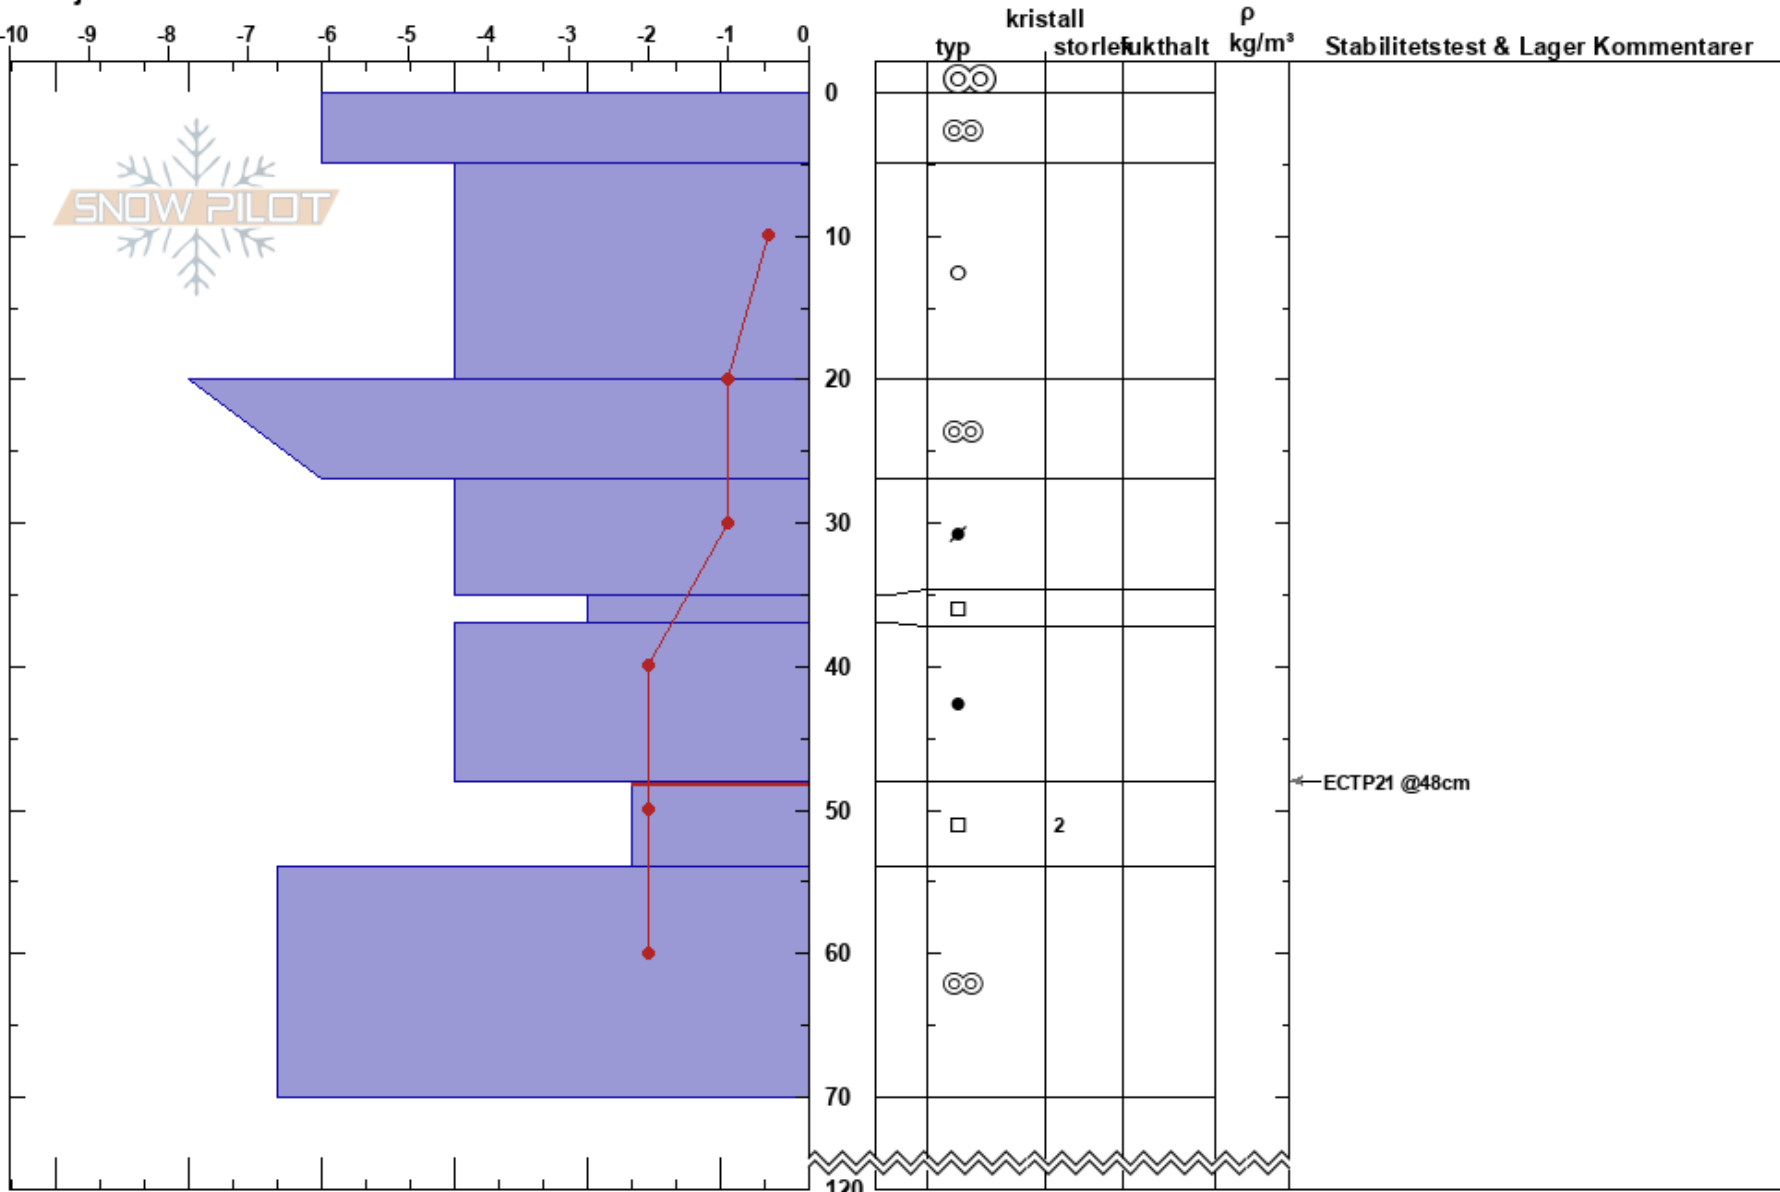 kristall ρ
-10 -9 -8 -7 -6 -5 -4 -3 -2 -1 0 typ storlek fukthalt kg/m³ Stabilitetstest & Lager Kommentarer
0
SNOW PILOT
10
20
30
40
ECTP21 @48cm
50 2
60
70
120